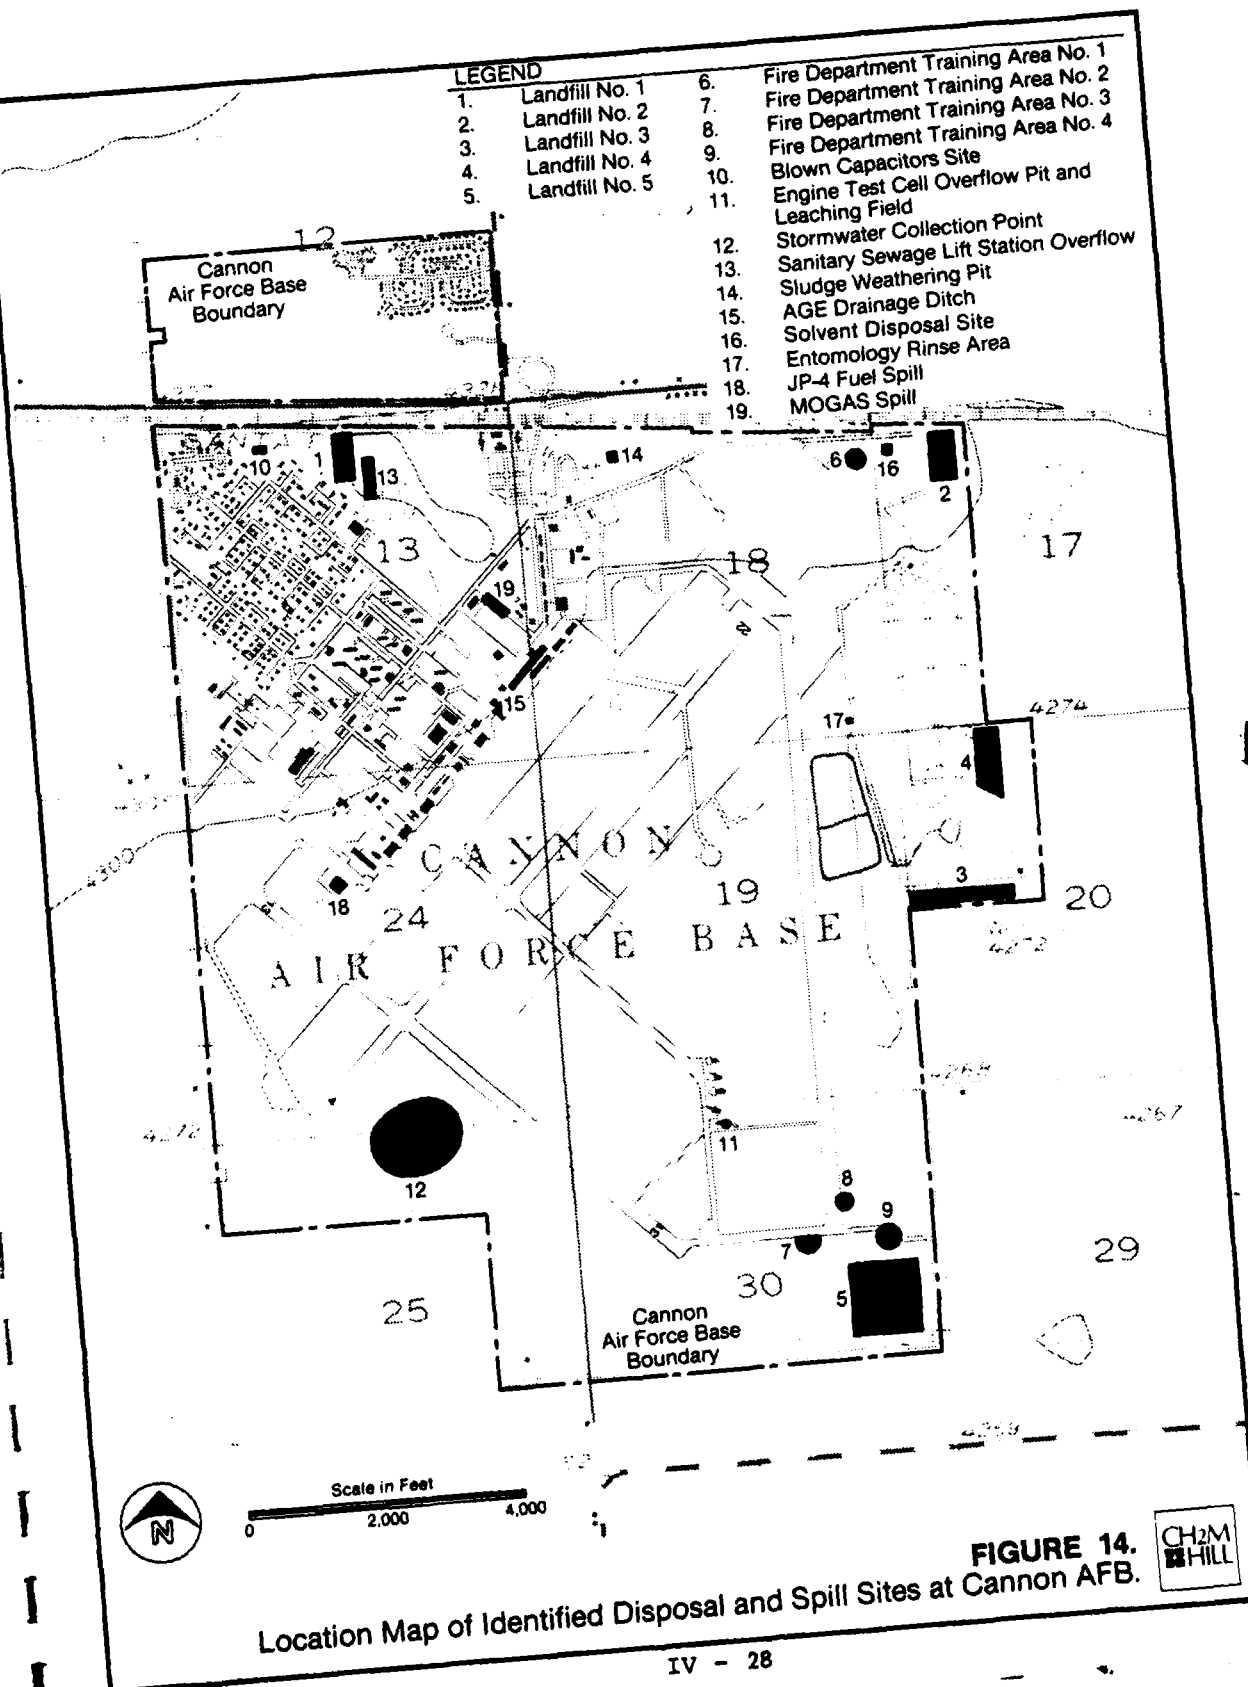 LEGEND
1. Landfill No. 1
2. Landfill No. 2
3. Landfill No. 3
4. Landfill No. 4
5. Landfill No. 5
6. Fire Department Training Area No. 1
7. Fire Department Training Area No. 2
8. Fire Department Training Area No. 3
9. Fire Department Training Area No. 4
10. Blown Capacitors Site
11. Engine Test Cell Overflow Pit and
Leaching Field
12. Stormwater Collection Point
13. Sanitary Sewage Lift Station Overflow
14. Sludge Weathering Pit
15. AGE Drainage Ditch
16. Solvent Disposal Site
17. Entomology Rinse Area
18. JP-4 Fuel Spill
19. MOGAS Spill
12
Cannon
Air Force Base
Boundary
10
1
13
14
6
16
2
13
18
17
19
15
17
4274
4
4300
CANNON
3
18
24
19
20
AIR FORCE BASE
4272
4268
4272
4267
11
12
8
9
7
30
29
5
25
Cannon
Air Force Base
Boundary
N
Scale in Feet
0
2,000
4,000
FIGURE 14.
Location Map of Identified Disposal and Spill Sites at Cannon AFB.
CH2M
HILL
IV - 28